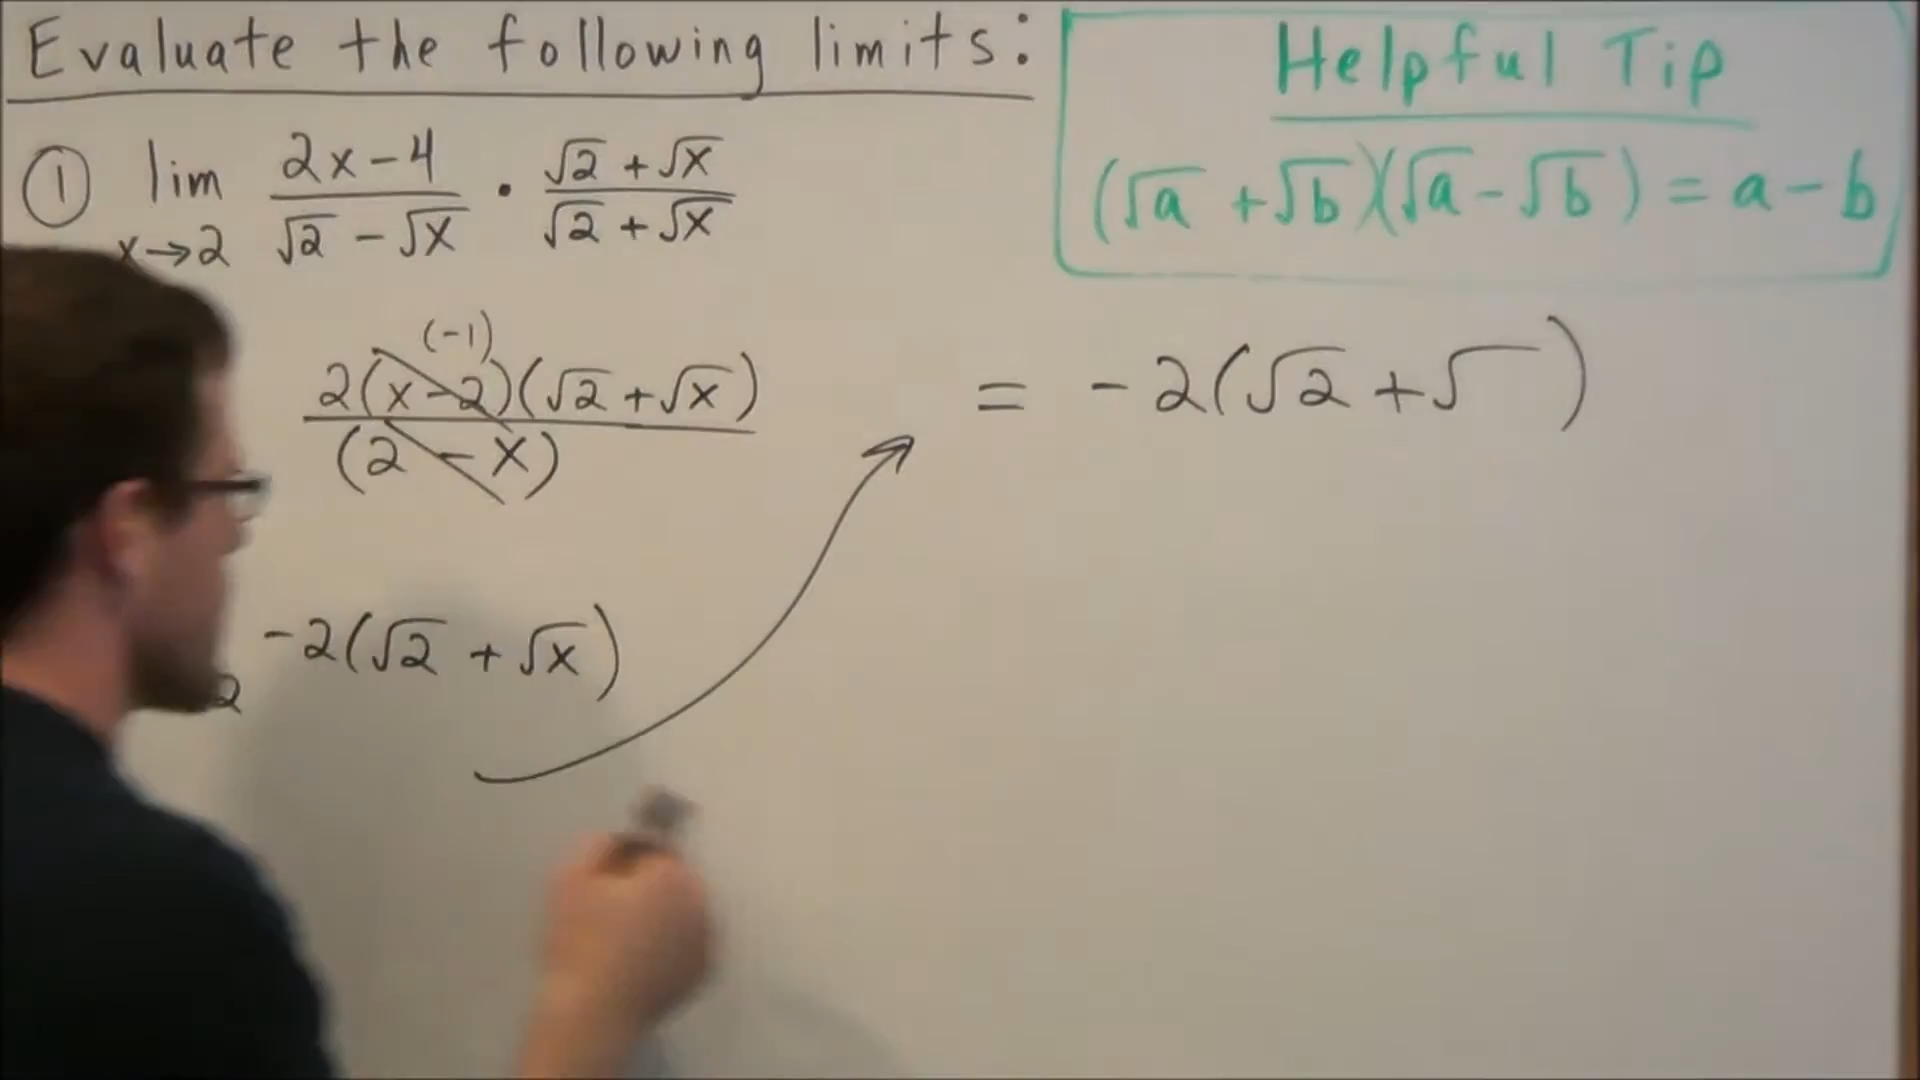 Evaluate the following limits:
Helpful Tip
(√a + √b)(√a - √b) = a - b
① lim x→2 (2x-4)/(√2 - √x) · (√2 + √x)/(√2 + √x)
(-1)
2(x-2)(√2 + √x)
(2 - x)
2 -2(√2 + √x)
= -2(√2 + √ )